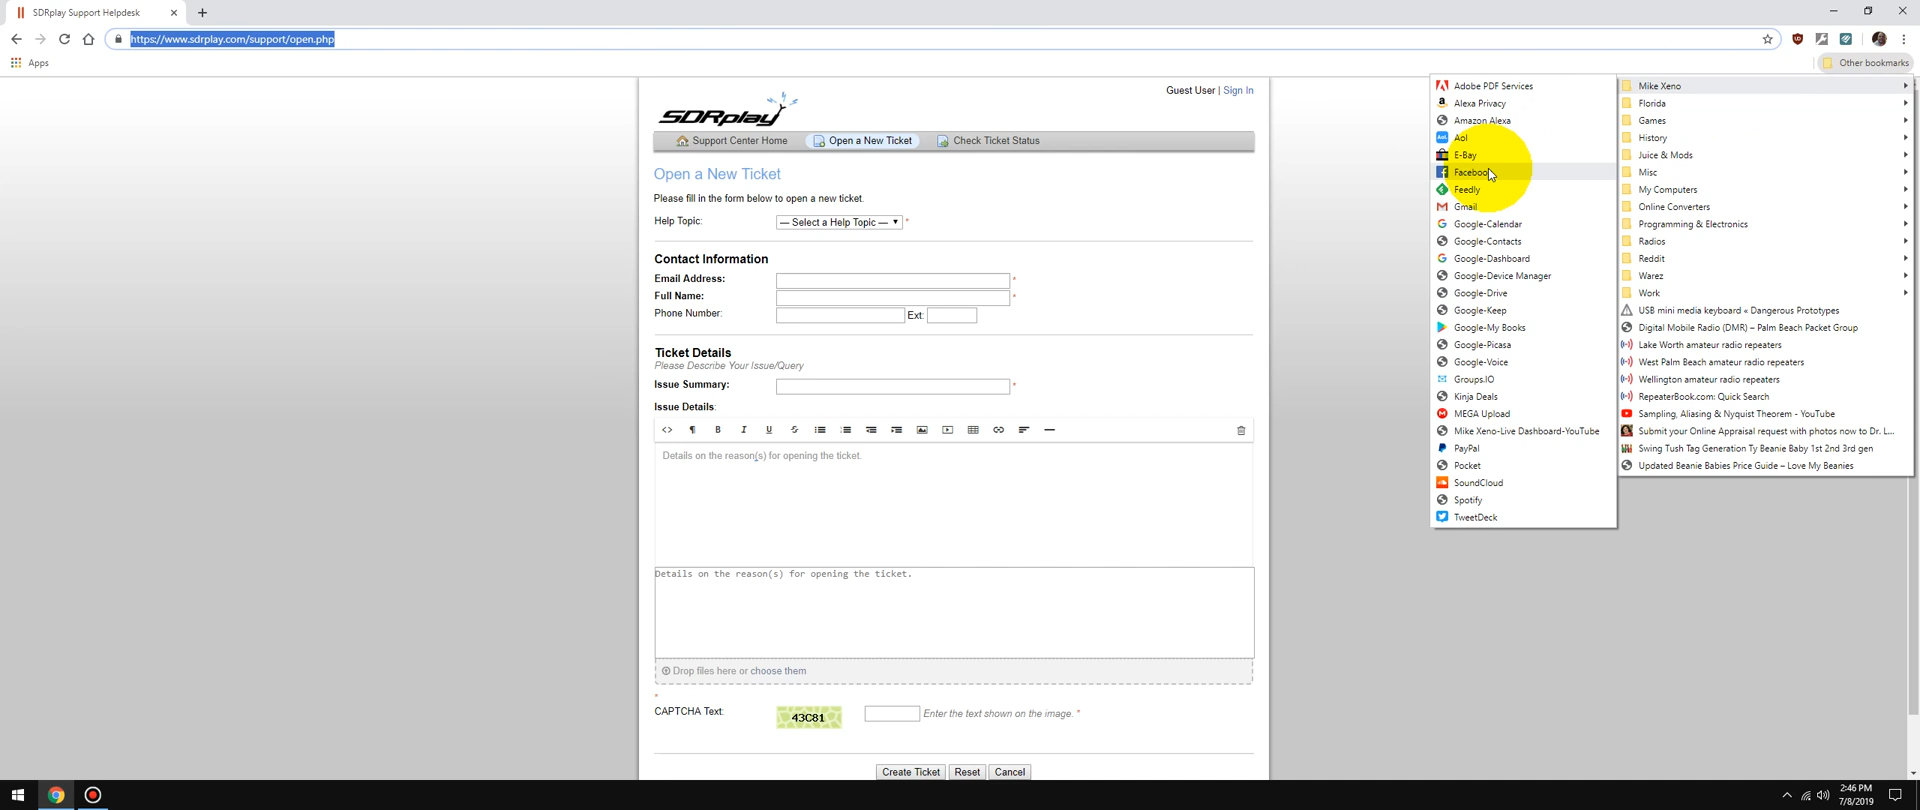 SDRplay Support Helpdesk
https://www.sdrplay.com/support/open.php
Apps
Other bookmarks
Guest User | Sign In
SDRplay
Support Center Home
Open a New Ticket
Check Ticket Status
Open a New Ticket
Please fill in the form below to open a new ticket.
Help Topic:
— Select a Help Topic —
*
Contact Information
Email Address:
*
Full Name:
*
Phone Number:
Ext:
Ticket Details
Please Describe Your Issue/Query
Issue Summary:
*
Issue Details:
Details on the reason(s) for opening the ticket.
Details on the reason(s) for opening the ticket.
Drop files here or choose them
*
CAPTCHA Text:
43C81
Enter the text shown on the image. *
Create Ticket
Reset
Cancel
Adobe PDF Services
Alexa Privacy
Amazon Alexa
Aol
E-Bay
Facebook
Feedly
Gmail
Google-Calendar
Google-Contacts
Google-Dashboard
Google-Device Manager
Google-Drive
Google-Keep
Google-My Books
Google-Picasa
Google-Voice
Groups.IO
Kinja Deals
MEGA Upload
Mike Xeno-Live Dashboard-YouTube
PayPal
Pocket
SoundCloud
Spotify
TweetDeck
Mike Xeno
Florida
Games
History
Juice & Mods
Misc
My Computers
Online Converters
Programming & Electronics
Radios
Reddit
Warez
Work
USB mini media keyboard « Dangerous Prototypes
Digital Mobile Radio (DMR) – Palm Beach Packet Group
Lake Worth amateur radio repeaters
West Palm Beach amateur radio repeaters
Wellington amateur radio repeaters
RepeaterBook.com: Quick Search
Sampling, Aliasing & Nyquist Theorem - YouTube
Submit your Online Appraisal request with photos now to Dr. L...
Swing Tush Tag Generation Ty Beanie Baby 1st 2nd 3rd gen
Updated Beanie Babies Price Guide – Love My Beanies
2:46 PM
7/8/2019